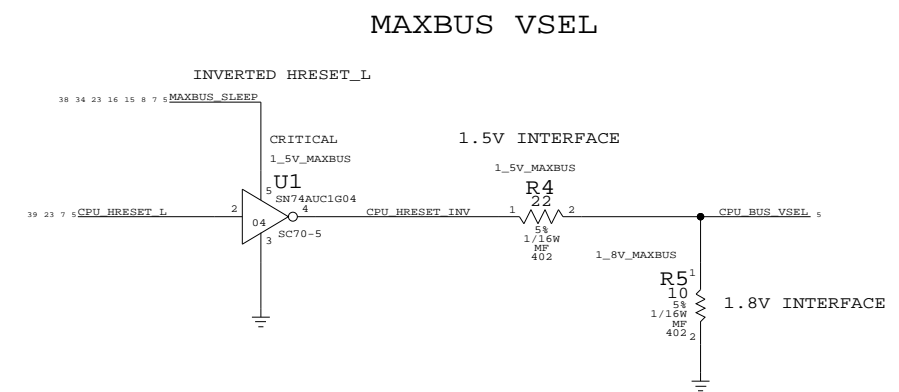 MAXBUS VSEL
INVERTED HRESET_L
38 34 23 16 15 8 7 5 MAXBUS_SLEEP
CRITICAL
1_5V_MAXBUS
1.5V INTERFACE
1_5V_MAXBUS
5 U1
SN74AUC1G04
R4
22
39 23 7 5 CPU_HRESET_L 2 04 4 CPU_HRESET_INV 1 2 CPU_BUS_VSEL 5
SC70-5
3
5%
1/16W
MF
402
1_8V_MAXBUS
R5 1
10
5%
1/16W
MF
402 2
1.8V INTERFACE